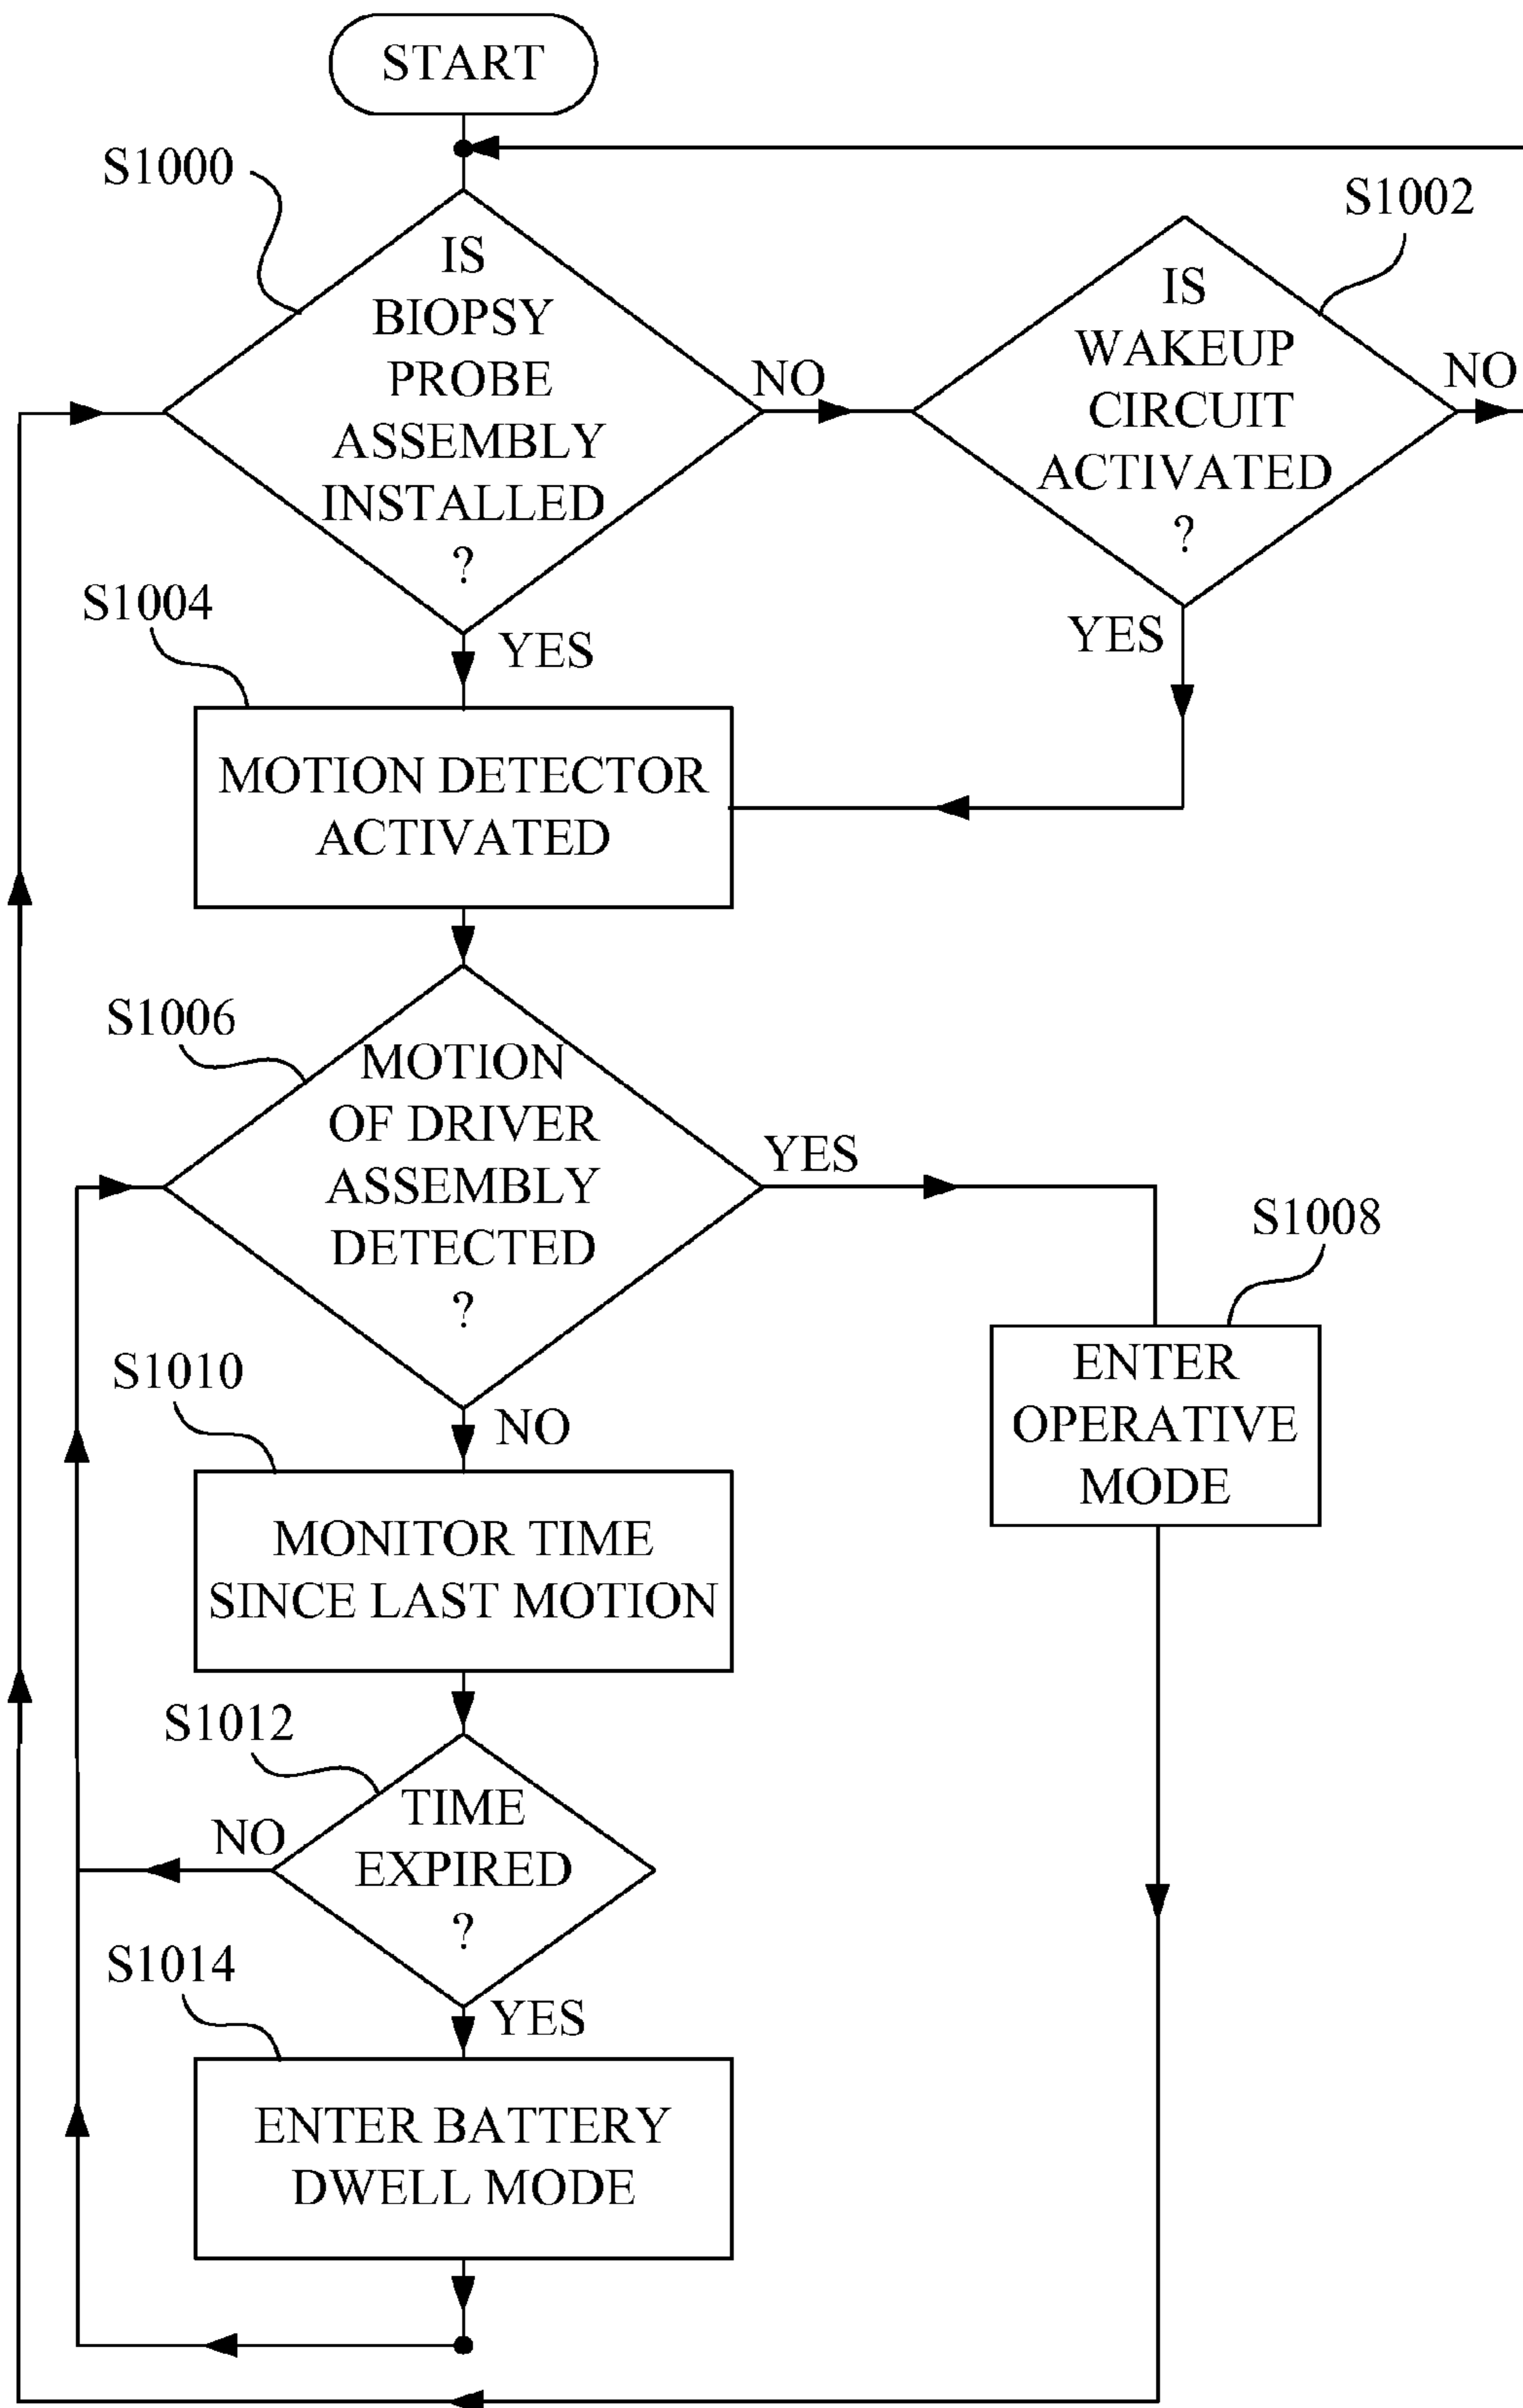 START
S1000
IS
BIOPSY
PROBE
ASSEMBLY
INSTALLED
?
NO
S1002
IS
WAKEUP
CIRCUIT
ACTIVATED
?
NO
YES
YES
S1004
MOTION DETECTOR
ACTIVATED
S1006
MOTION
OF DRIVER
ASSEMBLY
DETECTED
?
YES
S1008
ENTER
OPERATIVE
MODE
NO
S1010
MONITOR TIME
SINCE LAST MOTION
S1012
TIME
EXPIRED
?
NO
YES
S1014
ENTER BATTERY
DWELL MODE